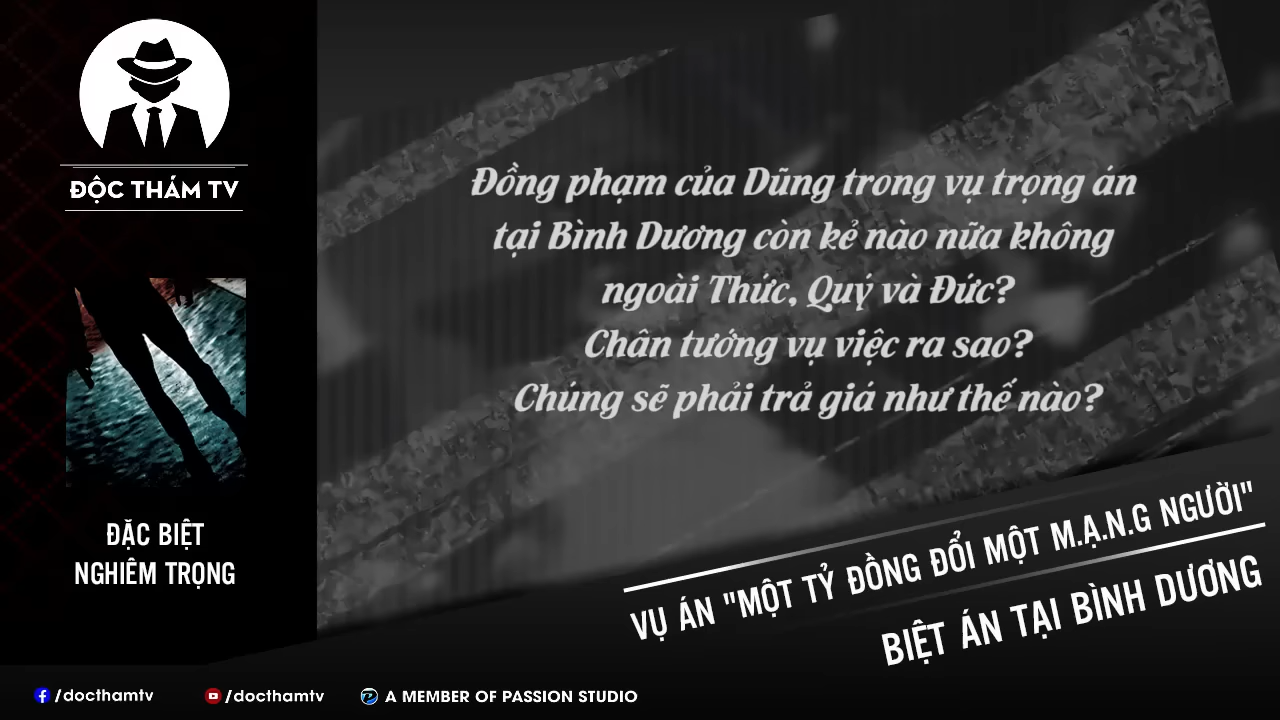 ĐỘC THÁM TV
Đồng phạm của Dũng trong vụ trọng án
tại Bình Dương còn kẻ nào nữa không
ngoài Thức, Quý và Đức?
Chân tướng vụ việc ra sao?
Chúng sẽ phải trả giá như thế nào?
ĐẶC BIỆT
NGHIÊM TRỌNG
VỤ ÁN "MỘT TỶ ĐỒNG ĐỔI MỘT M.Ạ.N.G NGƯỜI"
BIỆT ÁN TẠI BÌNH DƯƠNG
/docthamtv
/docthamtv
A MEMBER OF PASSION STUDIO